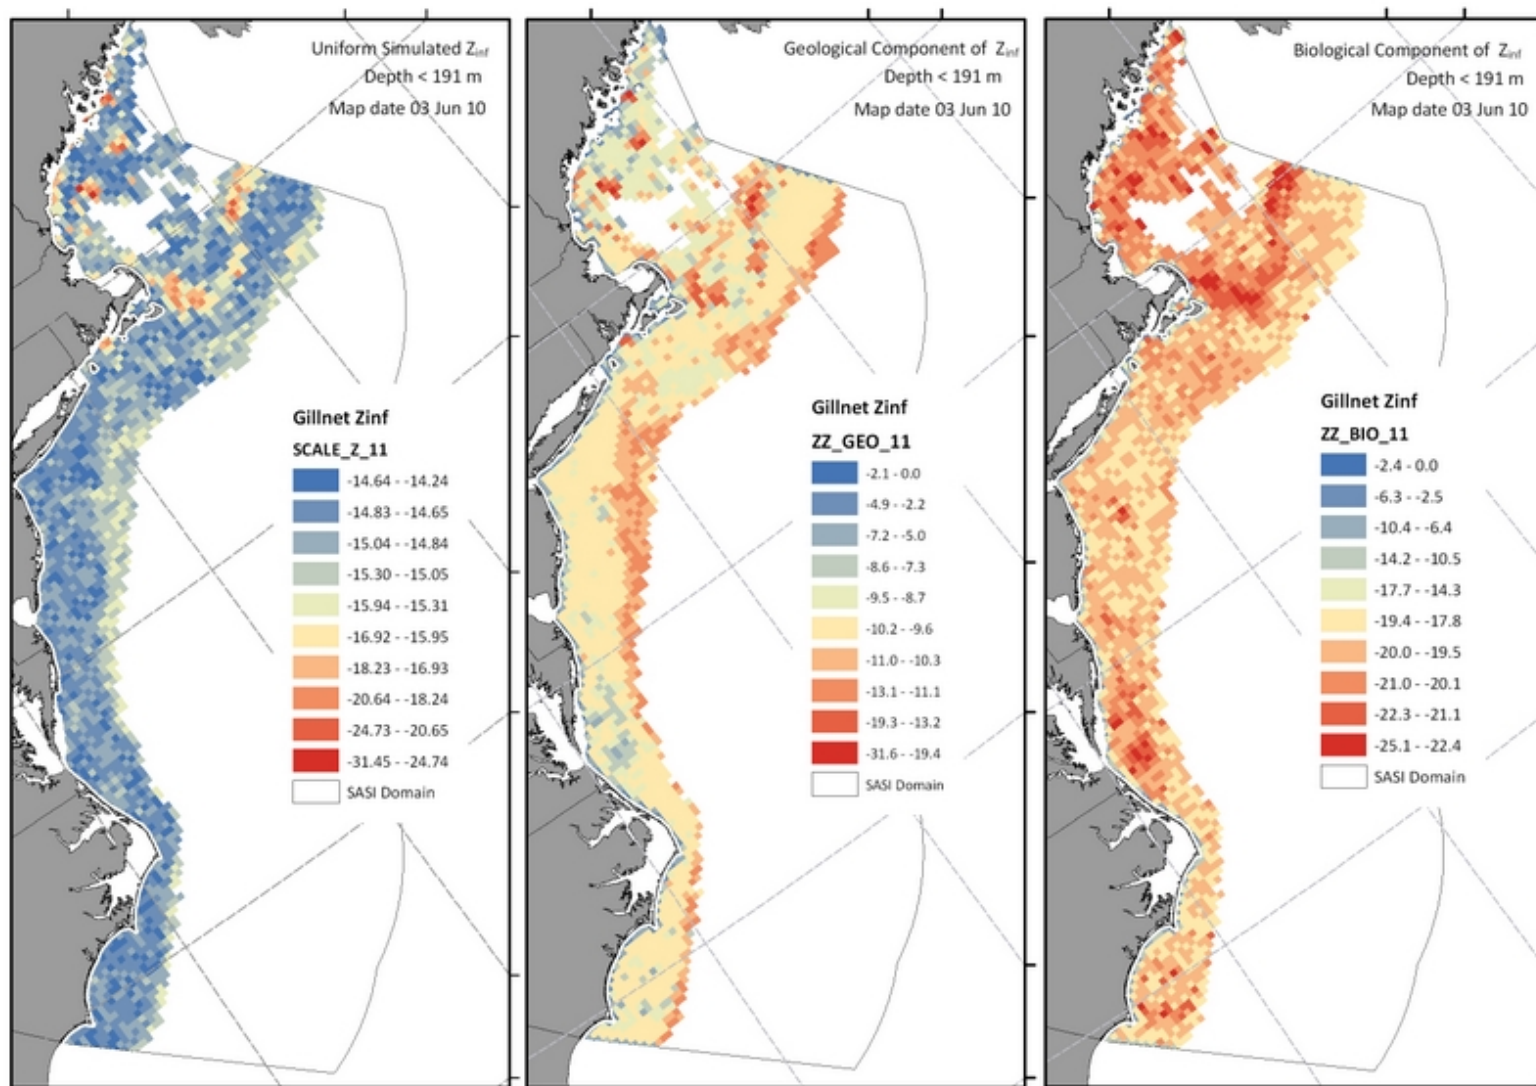 Uniform Simulated Zinf
Depth < 191 m
Map date 03 Jun 10
Gillnet Zinf
SCALE_Z_11
-14.64 - -14.24
-14.83 - -14.65
-15.04 - -14.84
-15.30 - -15.05
-15.94 - -15.31
-16.92 - -15.95
-18.23 - -16.93
-20.64 - -18.24
-24.73 - -20.65
-31.45 - -24.74
SASI Domain
Geological Component of Zinf
Depth < 191 m
Map date 03 Jun 10
Gillnet Zinf
ZZ_GEO_11
-2.1 - 0.0
-4.9 - -2.2
-7.2 - -5.0
-8.6 - -7.3
-9.5 - -8.7
-10.2 - -9.6
-11.0 - -10.3
-13.1 - -11.1
-19.3 - -13.2
-31.6 - -19.4
SASI Domain
Biological Component of Zinf
Depth < 191 m
Map date 03 Jun 10
Gillnet Zinf
ZZ_BIO_11
-2.4 - 0.0
-6.3 - -2.5
-10.4 - -6.4
-14.2 - -10.5
-17.7 - -14.3
-19.4 - -17.8
-20.0 - -19.5
-21.0 - -20.1
-22.3 - -21.1
-25.1 - -22.4
SASI Domain